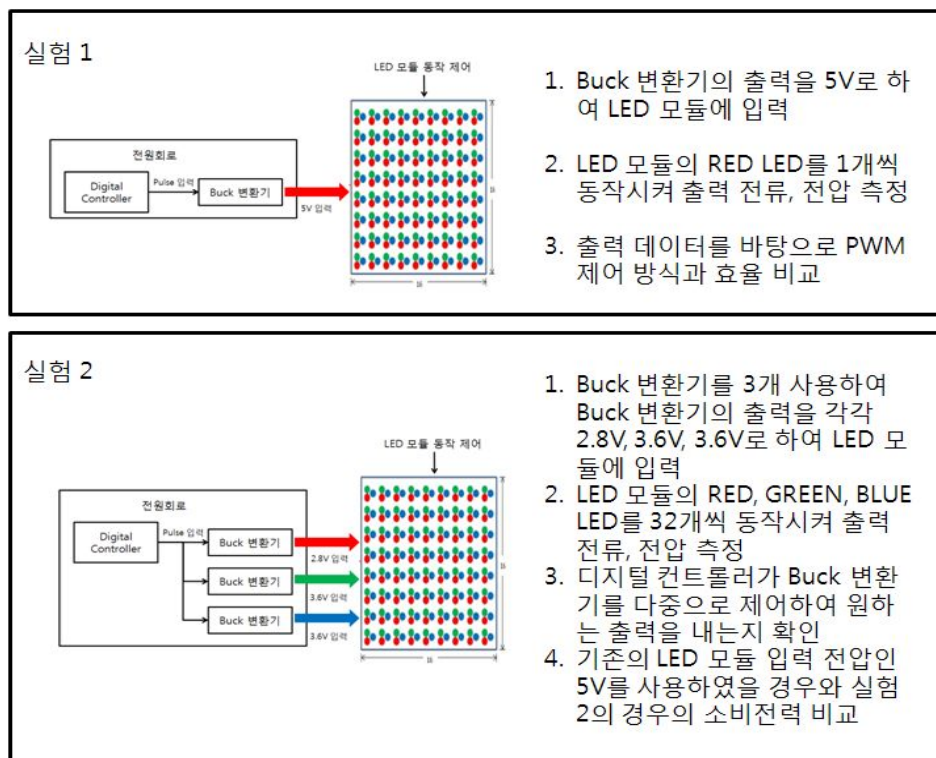 실험 1
LED 모듈 동작 제어
전원회로
Digital
Controller
Pulse 입력
Buck 변환기
5V 입력
16
16
1. Buck 변환기의 출력을 5V로 하
여 LED 모듈에 입력
2. LED 모듈의 RED LED를 1개씩
동작시켜 출력 전류, 전압 측정
3. 출력 데이터를 바탕으로 PWM
제어 방식과 효율 비교
실험 2
LED 모듈 동작 제어
전원회로
Digital
Controller
Pulse 입력
Buck 변환기
2.8V 입력
Buck 변환기
3.6V 입력
Buck 변환기
3.6V 입력
16
16
1. Buck 변환기를 3개 사용하여
Buck 변환기의 출력을 각각
2.8V, 3.6V, 3.6V로 하여 LED 모
듈에 입력
2. LED 모듈의 RED, GREEN, BLUE
LED를 32개씩 동작시켜 출력
전류, 전압 측정
3. 디지털 컨트롤러가 Buck 변환
기를 다중으로 제어하여 원하
는 출력을 내는지 확인
4. 기존의 LED 모듈 입력 전압인
5V를 사용하였을 경우와 실험
2의 경우의 소비전력 비교